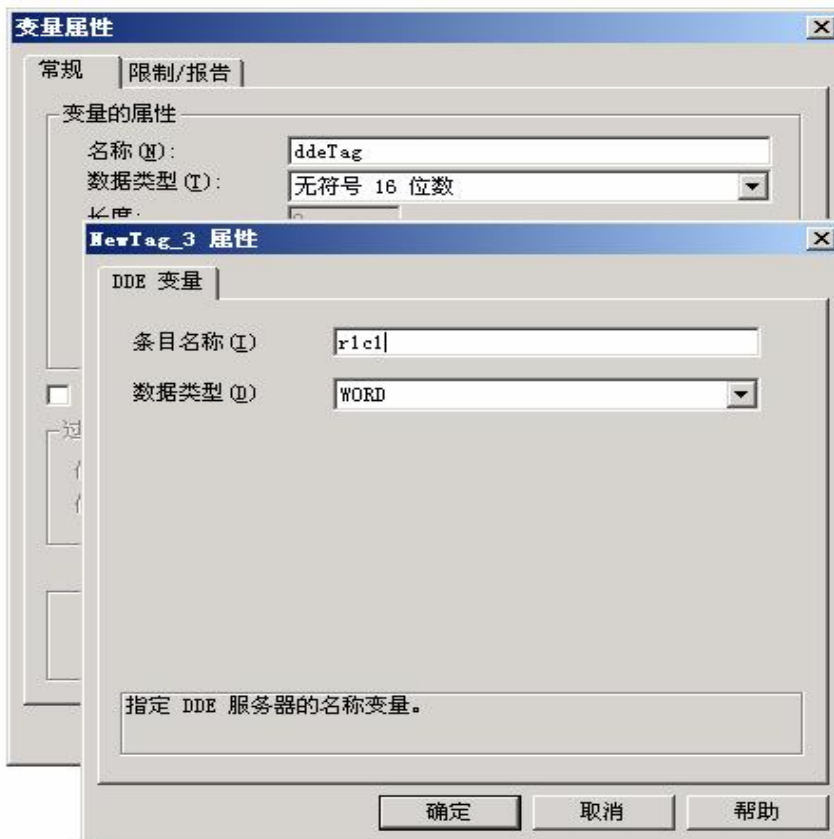 变量属性
常规 限制/报告
变量的属性
名称(N): ddeTag
数据类型(T): 无符号 16 位数
长度:
NewTag_3 属性
DDE 变量
条目名称(I) r1c1
数据类型(D) WORD
过
指定 DDE 服务器的名称变量。
确定 取消 帮助